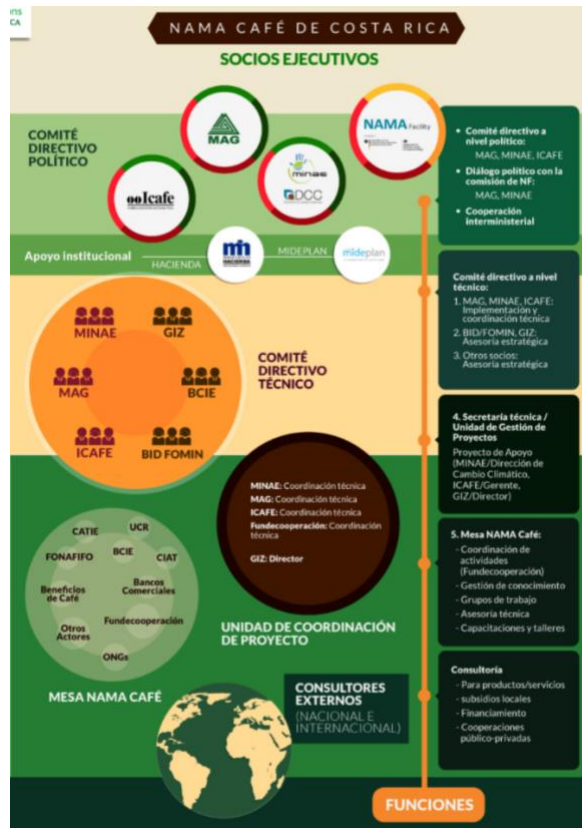 ons
CA
NAMA CAFÉ DE COSTA RICA
SOCIOS EJECUTIVOS
COMITÉ
DIRECTIVO
POLÍTICO
MAG
NAMA Facility
Icafe
minae
DCC
Apoyo institucional
HACIENDA
mh
MIDEPLAN
mideplan
• Comité directivo a
nivel político:
MAG, MINAE, ICAFE
• Diálogo político con la
comisión de NF:
MAG, MINAE
• Cooperación
interministerial
MINAE
GIZ
MAG
BCIE
ICAFE
BID FOMIN
COMITÉ
DIRECTIVO
TÉCNICO
Comité directivo a nivel
técnico:
1. MAG, MINAE, ICAFE:
Implementación y
coordinación técnica
2. BID/FOMIN, GIZ:
Asesoría estratégica
3. Otros socios:
Asesoría estratégica
4. Secretaría técnica /
Unidad de Gestión de
Proyectos
Proyecto de Apoyo
(MINAE/Dirección de
Cambio Climático,
ICAFE/Gerente,
GIZ/Director)
MINAE: Coordinación técnica
MAG: Coordinación técnica
ICAFE: Coordinación técnica
Fundecooperación: Coordinación
técnica
GIZ: Director
UNIDAD DE COORDINACIÓN
DE PROYECTO
CATIE
UCR
FONAFIFO
BCIE
CIAT
Beneficios
de Café
Bancos
Comerciales
Otros
Actores
Fundecooperación
ONGs
MESA NAMA CAFÉ
5. Mesa NAMA Café:
- Coordinación de
actividades
(Fundecooperación)
- Gestión de conocimiento
- Grupos de trabajo
- Asesoría técnica
- Capacitaciones y talleres
CONSULTORES
EXTERNOS
(NACIONAL E
INTERNACIONAL)
Consultoría
- Para productos/servicios
- subsidios locales
- Financiamiento
- Cooperaciones
público-privadas
FUNCIONES